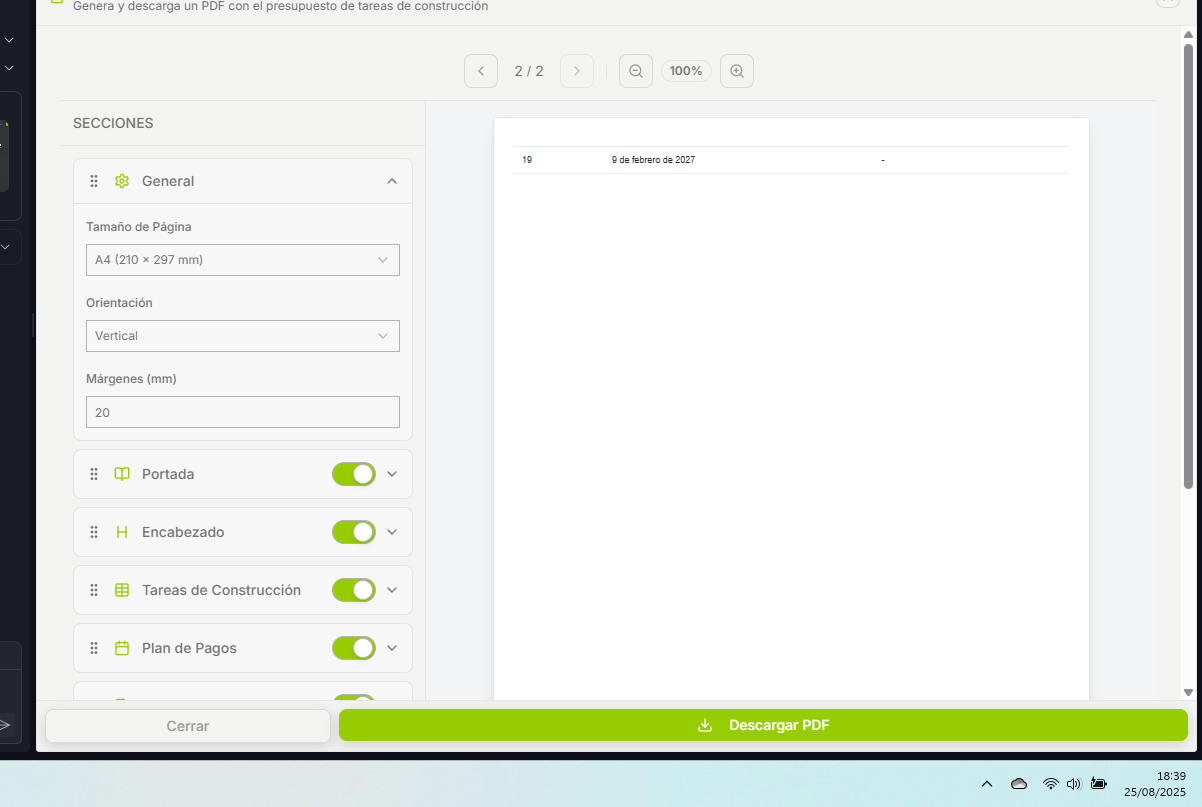 Genera y descarga un PDF con el presupuesto de tareas de construcción
2 / 2
100%
SECCIONES
General
Tamaño de Página
A4 (210 × 297 mm)
Orientación
Vertical
Márgenes (mm)
20
Portada
Encabezado
Tareas de Construcción
Plan de Pagos
19 9 de febrero de 2027 -
Cerrar
Descargar PDF
18:39
25/08/2025